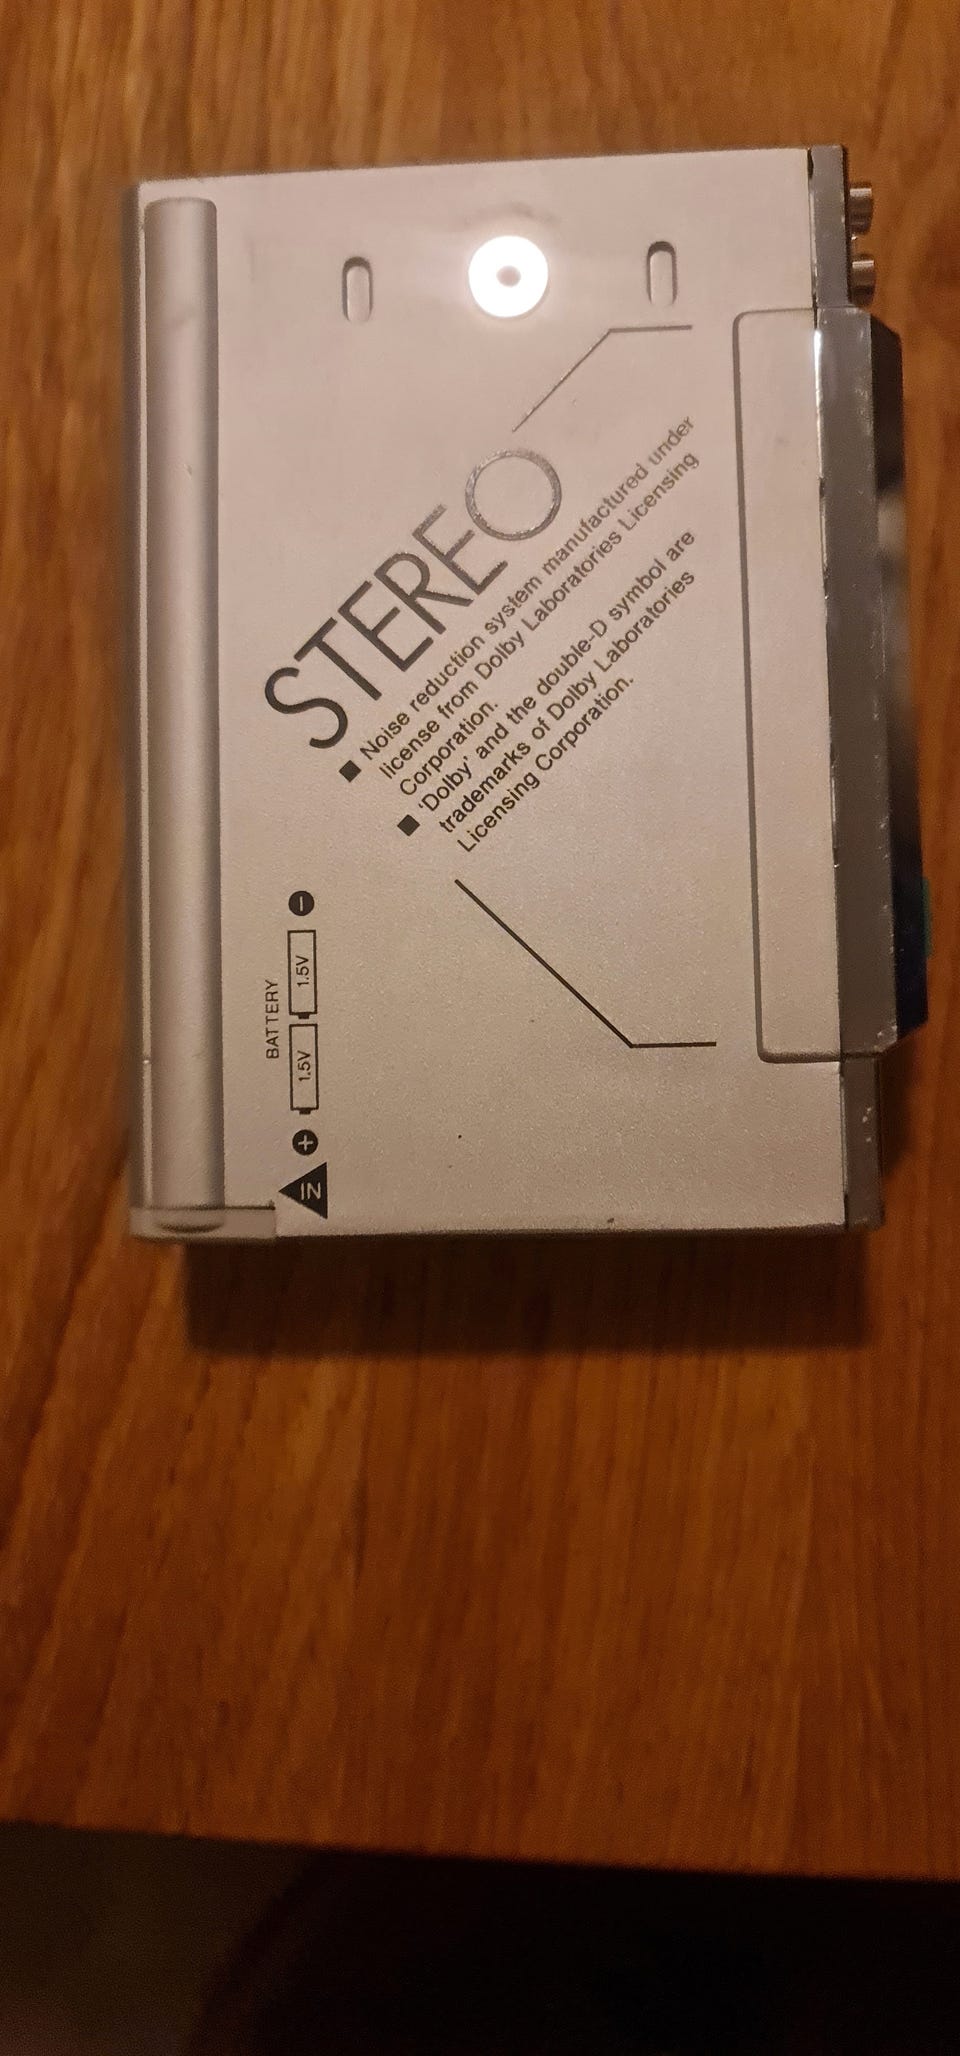 STEREO
■ Noise reduction system manufactured under
license from Dolby Laboratories Licensing
Corporation.
■ 'Dolby' and the double-D symbol are
trademarks of Dolby Laboratories
Licensing Corporation.
BATTERY
+ 1.5V 1.5V −